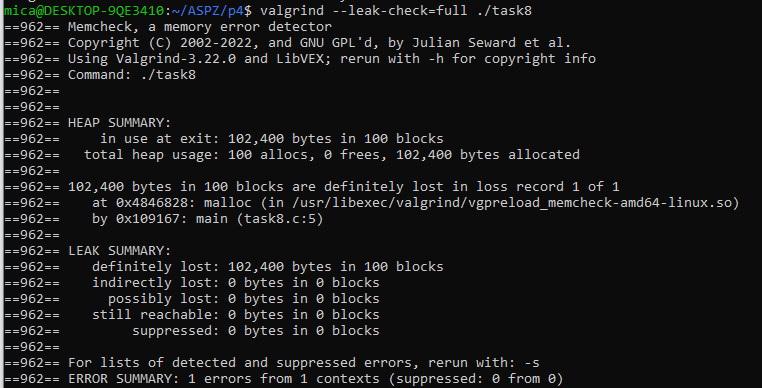 mica@DESKTOP-9QE3410:~/ASPZ/p4$ valgrind --leak-check=full ./task8
==962== Memcheck, a memory error detector
==962== Copyright (C) 2002-2022, and GNU GPL'd, by Julian Seward et al.
==962== Using Valgrind-3.22.0 and LibVEX; rerun with -h for copyright info
==962== Command: ./task8
==962==
==962==
==962== HEAP SUMMARY:
==962==     in use at exit: 102,400 bytes in 100 blocks
==962==   total heap usage: 100 allocs, 0 frees, 102,400 bytes allocated
==962==
==962== 102,400 bytes in 100 blocks are definitely lost in loss record 1 of 1
==962==    at 0x4846828: malloc (in /usr/libexec/valgrind/vgpreload_memcheck-amd64-linux.so)
==962==    by 0x109167: main (task8.c:5)
==962==
==962== LEAK SUMMARY:
==962==    definitely lost: 102,400 bytes in 100 blocks
==962==    indirectly lost: 0 bytes in 0 blocks
==962==      possibly lost: 0 bytes in 0 blocks
==962==    still reachable: 0 bytes in 0 blocks
==962==         suppressed: 0 bytes in 0 blocks
==962==
==962== For lists of detected and suppressed errors, rerun with: -s
==962== ERROR SUMMARY: 1 errors from 1 contexts (suppressed: 0 from 0)